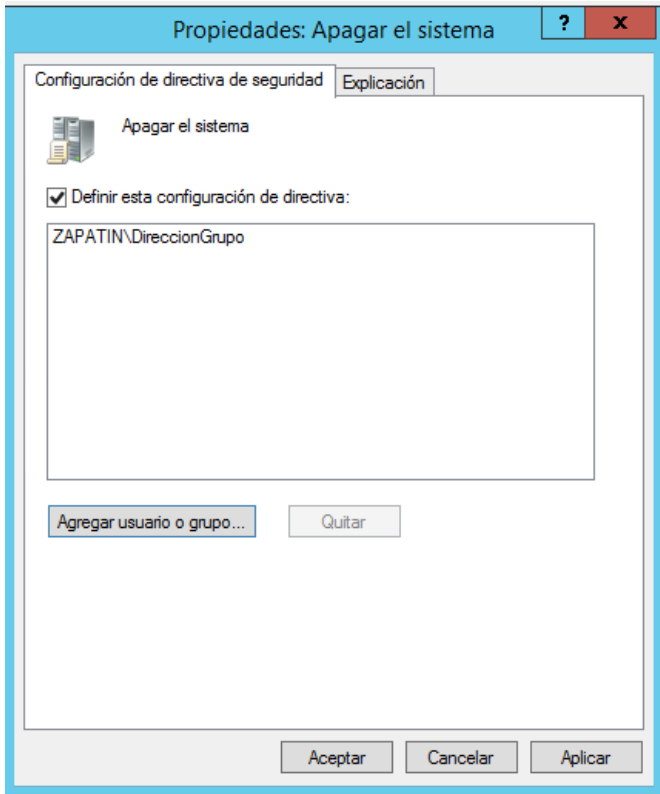 Propiedades: Apagar el sistema
? x
Configuración de directiva de seguridad Explicación
Apagar el sistema
Definir esta configuración de directiva:
ZAPATIN\DireccionGrupo
Agregar usuario o grupo... Quitar
Aceptar Cancelar Aplicar